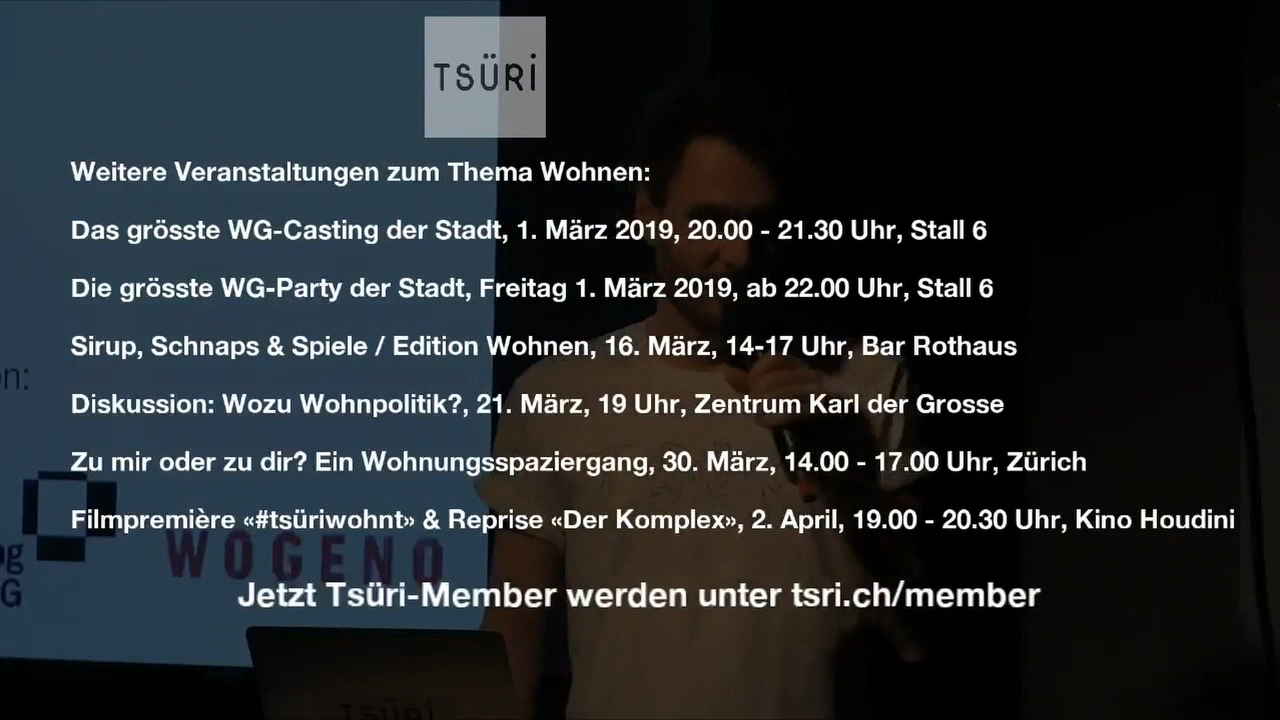 TSÜRi
Weitere Veranstaltungen zum Thema Wohnen:
Das grösste WG-Casting der Stadt, 1. März 2019, 20.00 - 21.30 Uhr, Stall 6
Die grösste WG-Party der Stadt, Freitag 1. März 2019, ab 22.00 Uhr, Stall 6
Sirup, Schnaps & Spiele / Edition Wohnen, 16. März, 14-17 Uhr, Bar Rothaus
n:
Diskussion: Wozu Wohnpolitik?, 21. März, 19 Uhr, Zentrum Karl der Grosse
Zu mir oder zu dir? Ein Wohnungsspaziergang, 30. März, 14.00 - 17.00 Uhr, Zürich
Filmpremière «#tsüriwohnt» & Reprise «Der Komplex», 2. April, 19.00 - 20.30 Uhr, Kino Houdini
g
G
WOGENO
Jetzt Tsüri-Member werden unter tsri.ch/member
TSÜRi